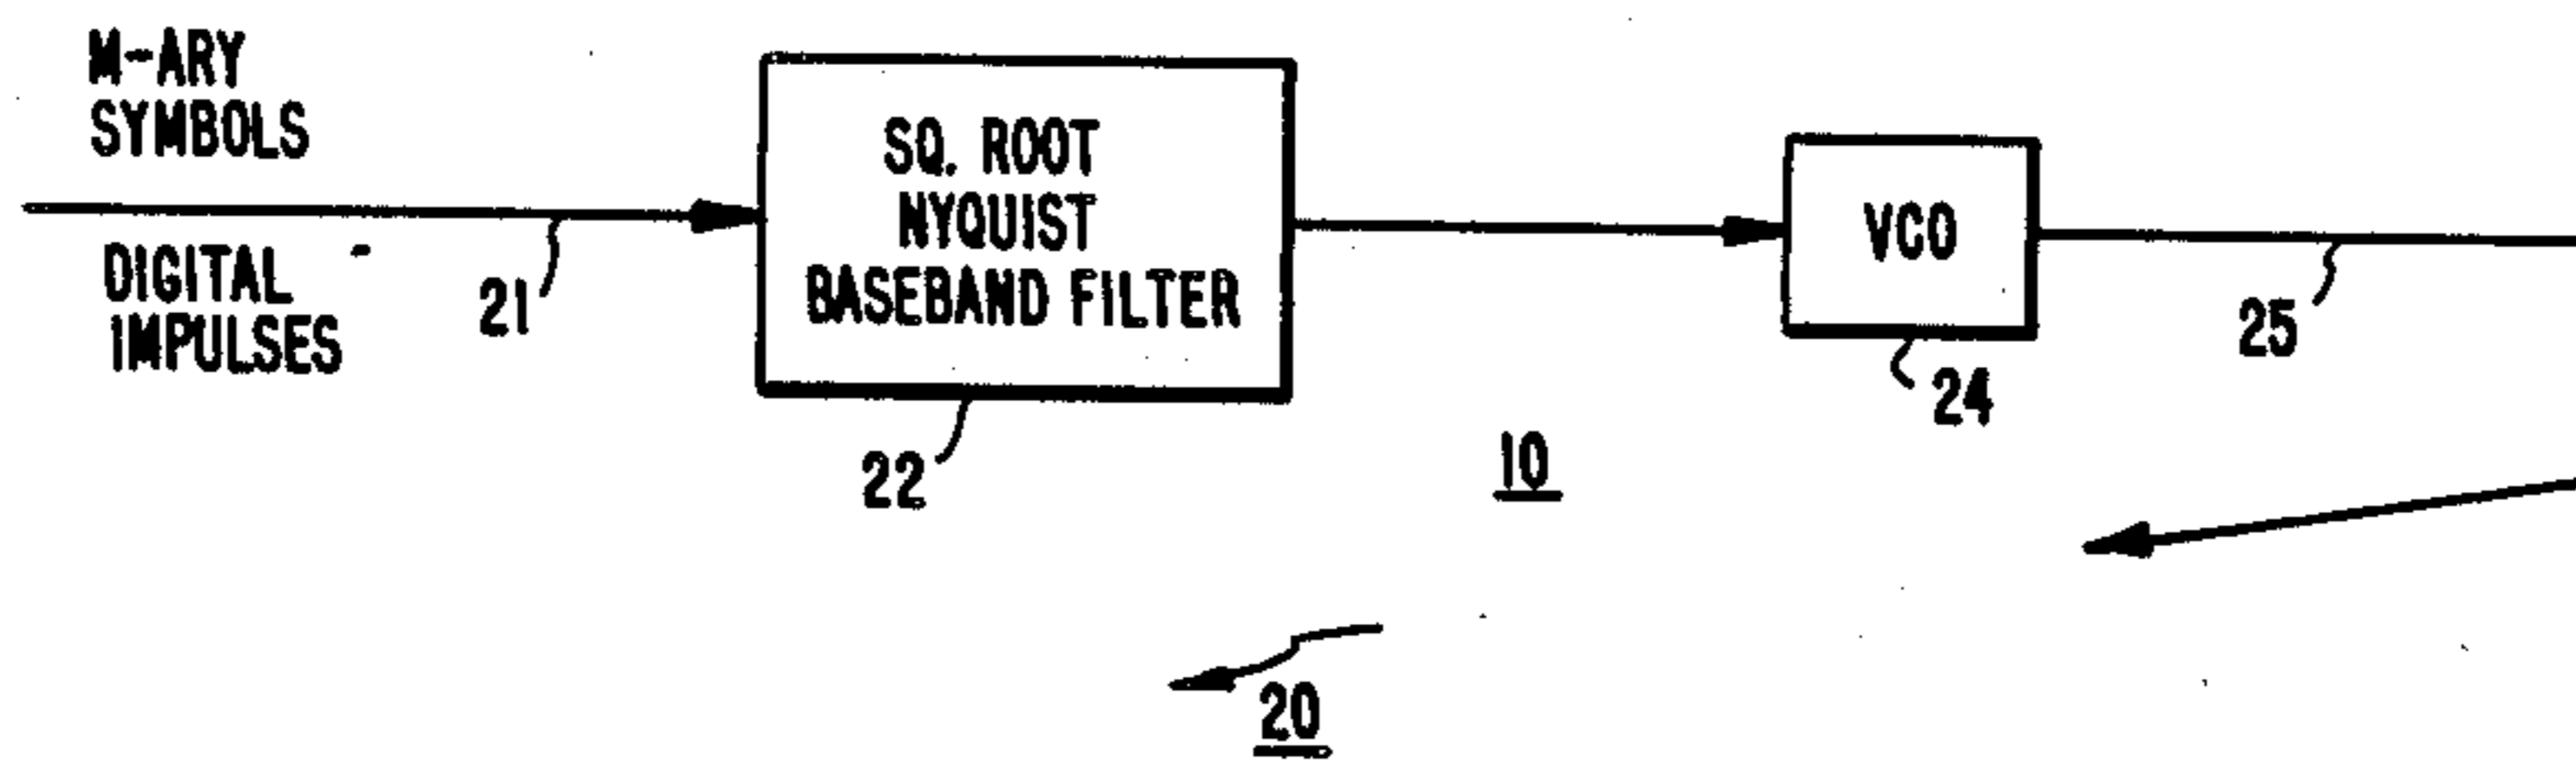 M-ARY
SYMBOLS
DIGITAL
IMPULSES
21
SQ. ROOT
NYQUIST
BASEBAND FILTER
22
VCO
24
25
10
20